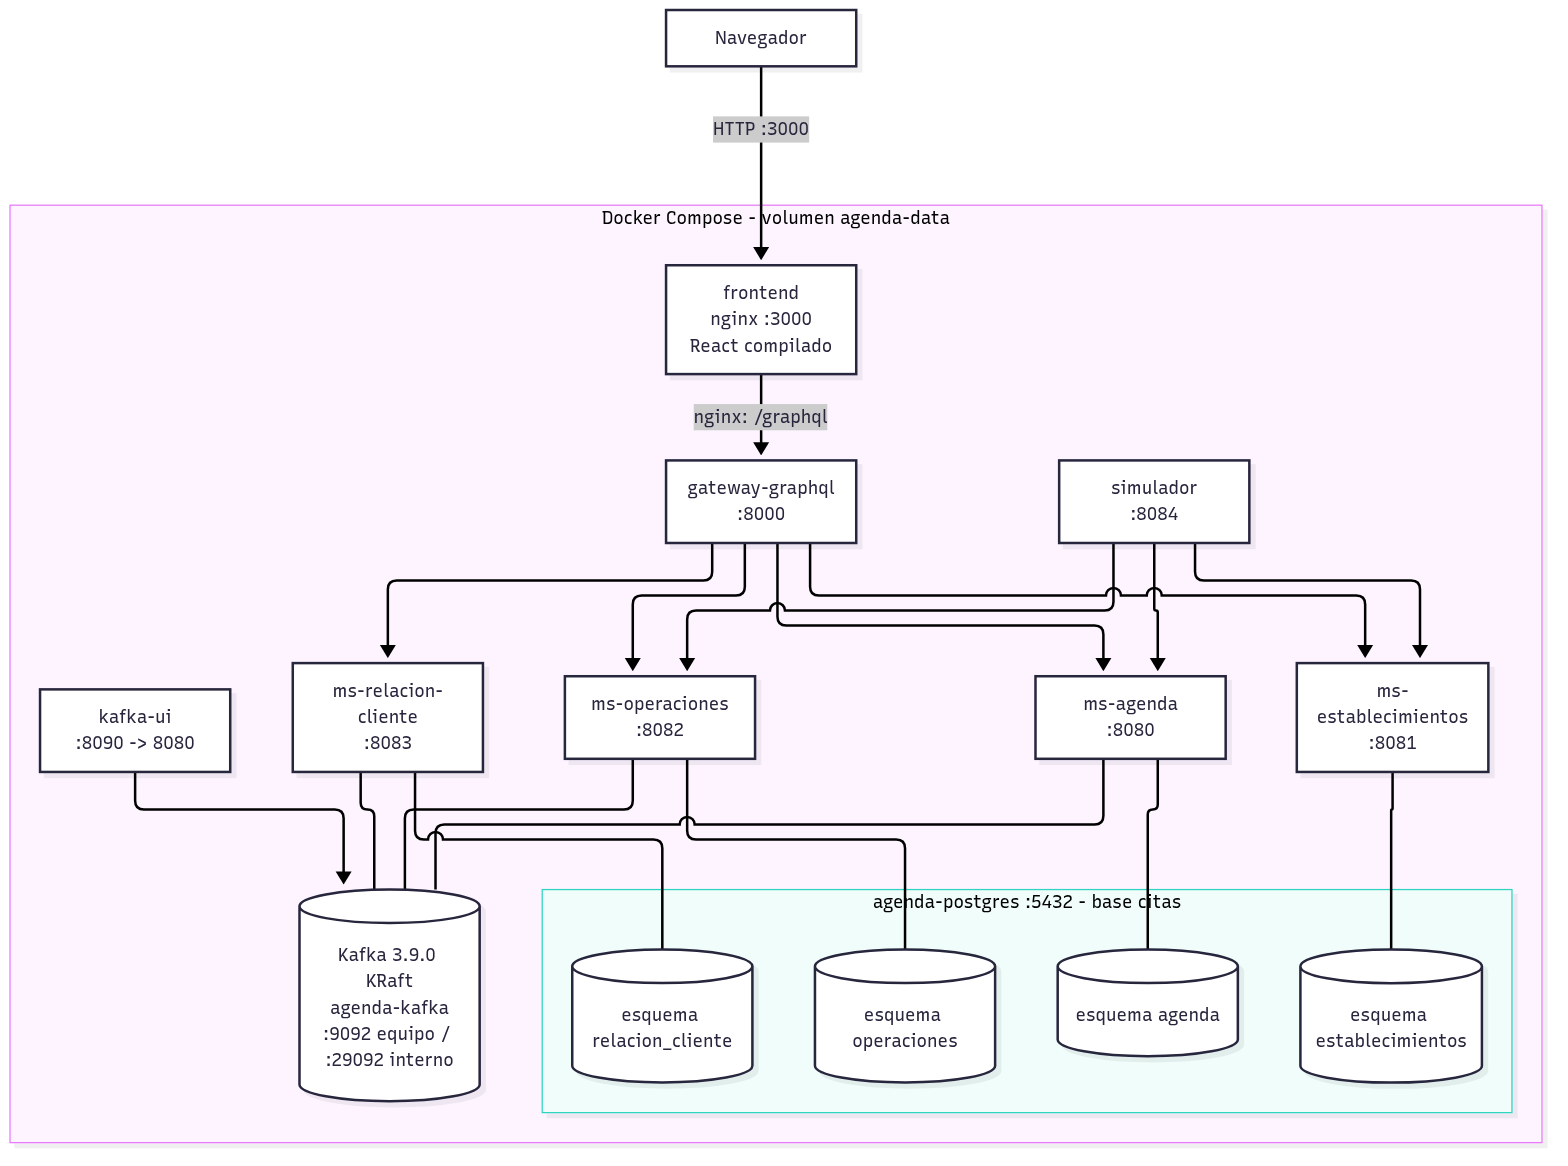 Navegador
HTTP :3000
Docker Compose - volumen agenda-data
frontend
nginx :3000
React compilado
nginx: /graphql
gateway-graphql
:8000
simulador
:8084
kafka-ui
:8090 -> 8080
ms-relacion-
cliente
:8083
ms-operaciones
:8082
ms-agenda
:8080
ms-
establecimientos
:8081
Kafka 3.9.0
KRaft
agenda-kafka
:9092 equipo /
:29092 interno
agenda-postgres :5432 - base citas
esquema
relacion_cliente
esquema
operaciones
esquema agenda
esquema
establecimientos